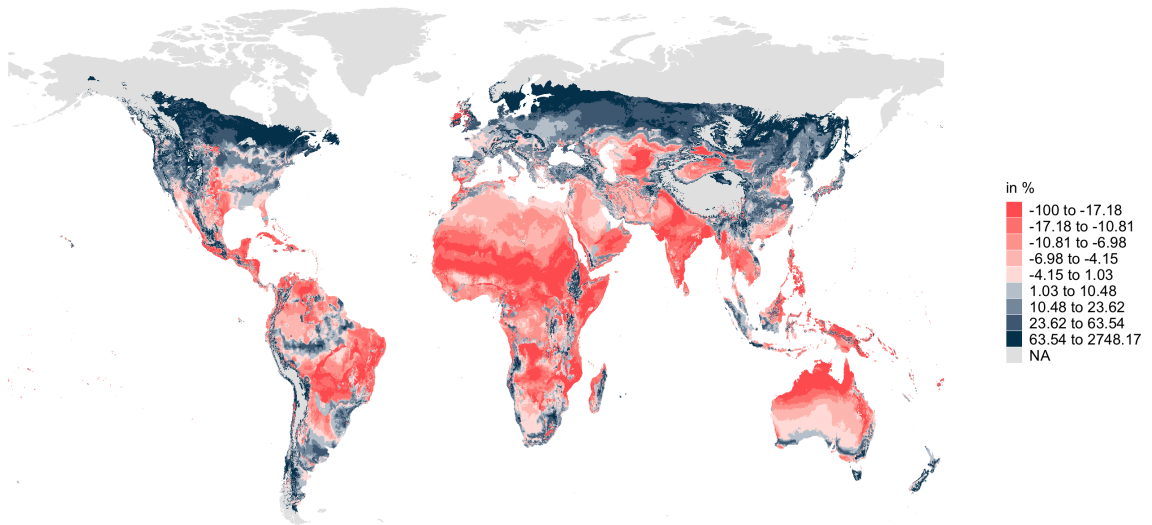 in %
-100 to -17.18
-17.18 to -10.81
-10.81 to -6.98
-6.98 to -4.15
-4.15 to 1.03
1.03 to 10.48
10.48 to 23.62
23.62 to 63.54
63.54 to 2748.17
NA